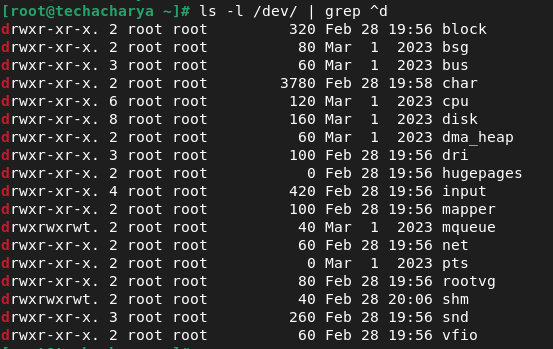 [root@techacharya ~]# ls -l /dev/ | grep ^d
drwxr-xr-x. 2 root root         320 Feb 28 19:56 block
drwxr-xr-x. 2 root root          80 Mar  1  2023 bsg
drwxr-xr-x. 3 root root          60 Mar  1  2023 bus
drwxr-xr-x. 2 root root        3780 Feb 28 19:58 char
drwxr-xr-x. 6 root root         120 Mar  1  2023 cpu
drwxr-xr-x. 8 root root         160 Mar  1  2023 disk
drwxr-xr-x. 2 root root          60 Mar  1  2023 dma_heap
drwxr-xr-x. 3 root root         100 Feb 28 19:56 dri
drwxr-xr-x. 2 root root           0 Feb 28 19:56 hugepages
drwxr-xr-x. 4 root root         420 Feb 28 19:56 input
drwxr-xr-x. 2 root root         100 Feb 28 19:56 mapper
drwxrwxrwt. 2 root root          40 Mar  1  2023 mqueue
drwxr-xr-x. 2 root root          60 Feb 28 19:56 net
drwxr-xr-x. 2 root root           0 Mar  1  2023 pts
drwxr-xr-x. 2 root root          80 Feb 28 19:56 rootvg
drwxrwxrwt. 2 root root          40 Feb 28 20:06 shm
drwxr-xr-x. 3 root root         260 Feb 28 19:56 snd
drwxr-xr-x. 2 root root          60 Feb 28 19:56 vfio